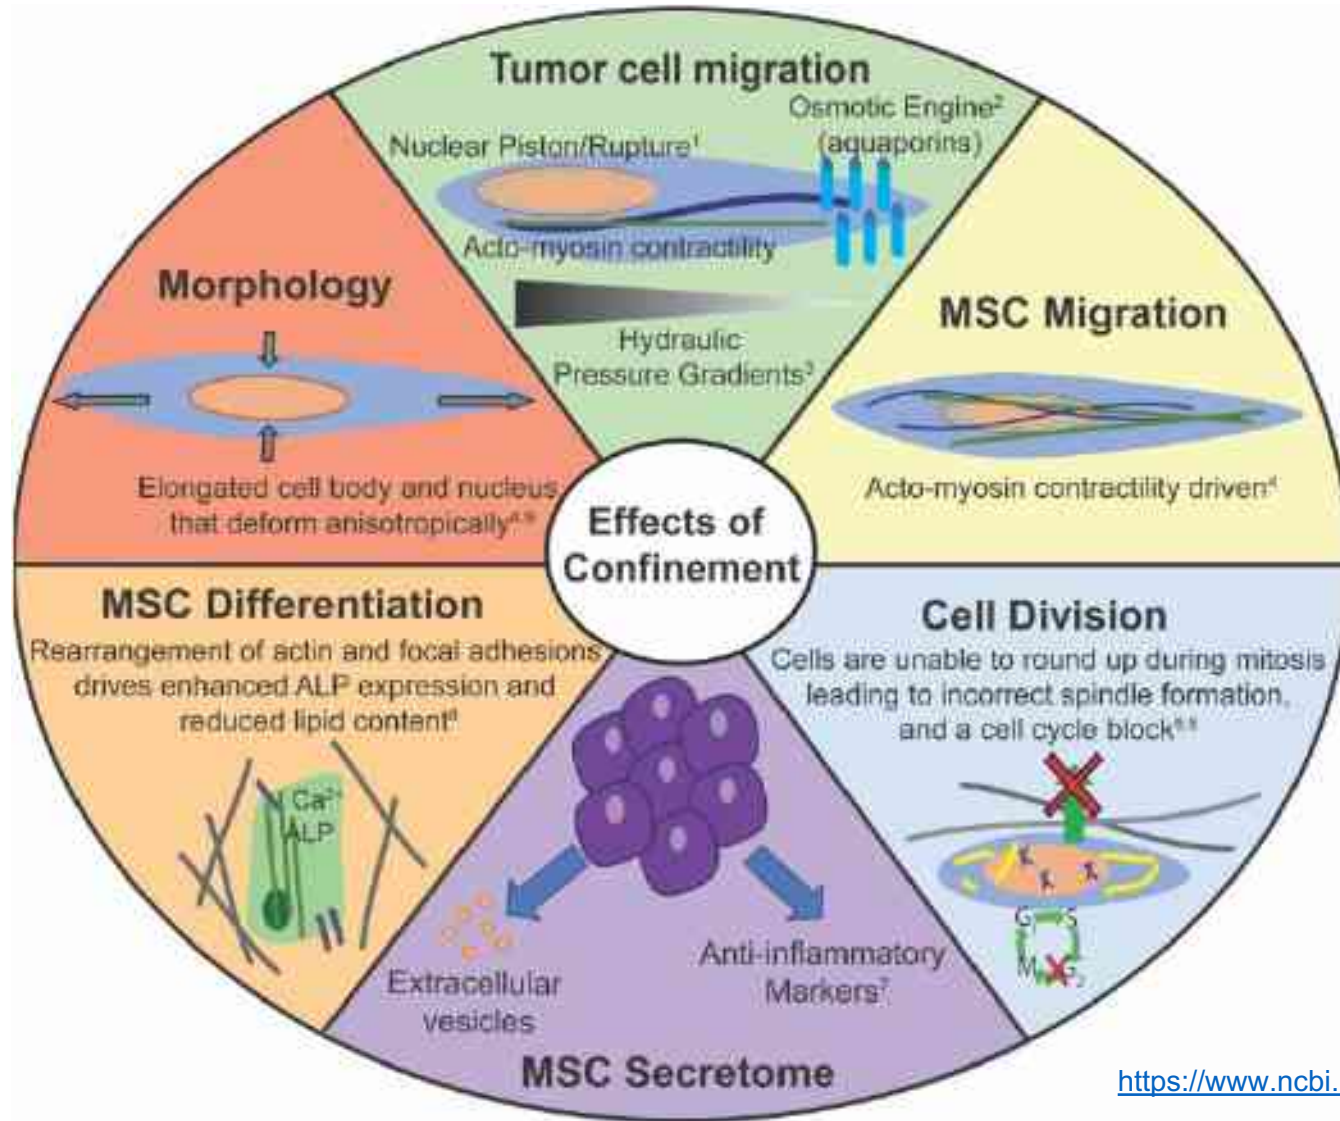 Tumor cell migration
Nuclear Piston/Rupture¹
Osmotic Engine²
(aquaporins)
Acto-myosin contractility
Hydraulic
Pressure Gradients³
MSC Migration
Acto-myosin contractility driven⁴
Morphology
Elongated cell body and nucleus
that deform anisotropically
Effects of
Confinement
MSC Differentiation
Rearrangement of actin and focal adhesions
drives enhanced ALP expression and
reduced lipid content
Ca²⁺
ALP
Cell Division
Cells are unable to round up during mitosis
leading to incorrect spindle formation,
and a cell cycle block
G₁ S
M G₂
Extracellular
vesicles
Anti-inflammatory
Markers⁷
MSC Secretome
https://www.ncbi.